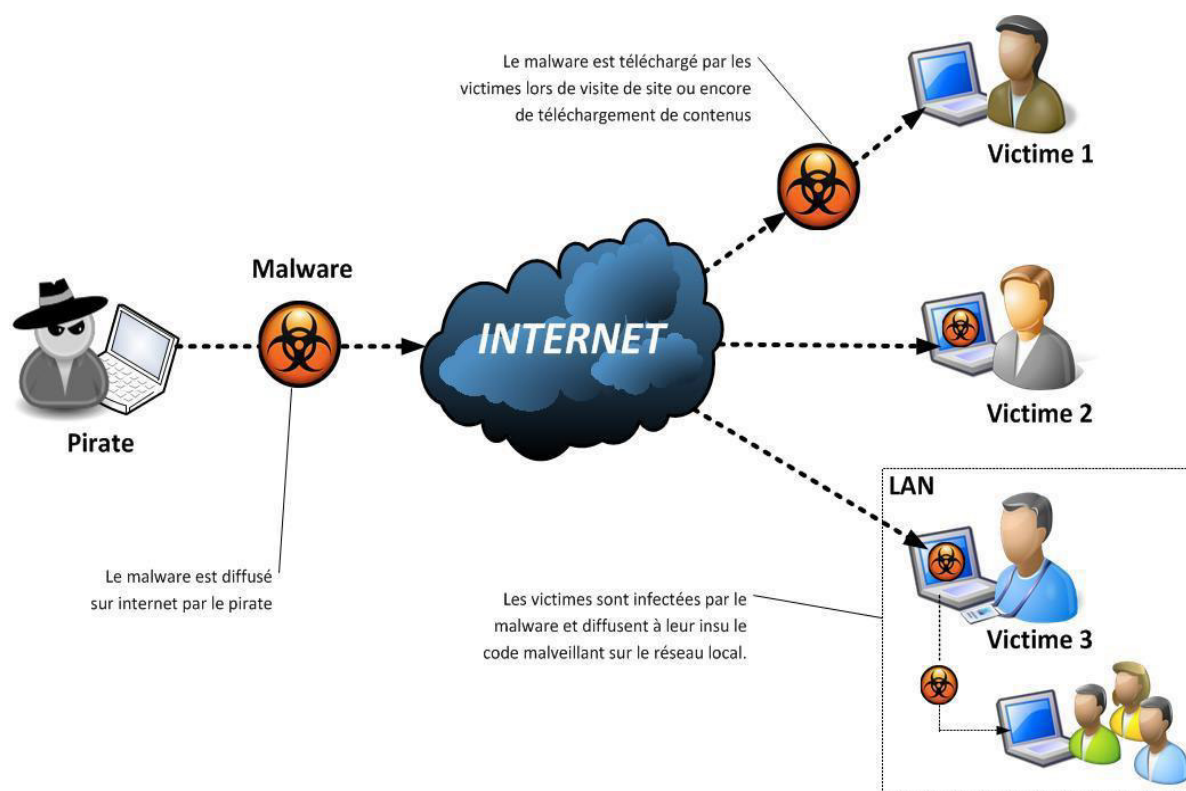 Le malware est téléchargé par les
victimes lors de visite de site ou encore
de téléchargement de contenus
Victime 1
Malware
INTERNET
Pirate
Victime 2
LAN
Le malware est diffusé
sur internet par le pirate
Les victimes sont infectées par le
malware et diffusent à leur insu le
code malveillant sur le réseau local.
Victime 3